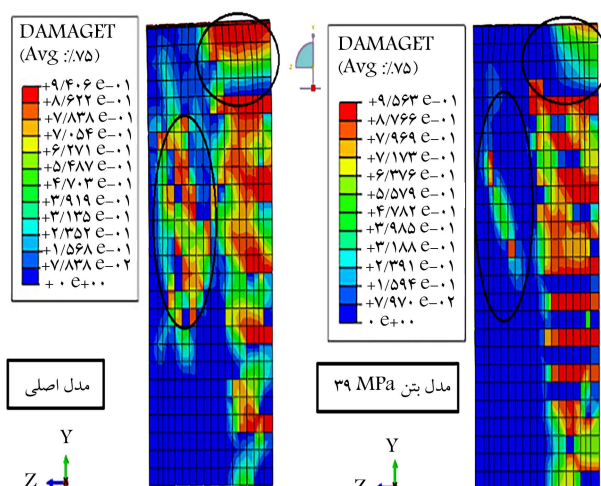 DAMAGET
(Avg :٪۷۵)
+۹/۴۰۶ e-۰۱
+۸/۶۲۲ e-۰۱
+۷/۸۳۸ e-۰۱
+۷/۰۵۴ e-۰۱
+۶/۲۷۱ e-۰۱
+۵/۴۸۷ e-۰۱
+۴/۷۰۳ e-۰۱
+۳/۹۱۹ e-۰۱
+۳/۱۳۵ e-۰۱
+۲/۳۵۲ e-۰۱
+۱/۵۶۸ e-۰۱
+۷/۸۳۸ e-۰۲
+ ۰ e+۰۰
مدل اصلی
Y
Z
Y
Z
DAMAGET
(Avg :٪۷۵)
+۹/۵۶۳ e-۰۱
+۸/۷۶۶ e-۰۱
+۷/۹۶۹ e-۰۱
+۷/۱۷۳ e-۰۱
+۶/۳۷۶ e-۰۱
+۵/۵۷۹ e-۰۱
+۴/۷۸۲ e-۰۱
+۳/۹۸۵ e-۰۱
+۳/۱۸۸ e-۰۱
+۲/۳۹۱ e-۰۱
+۱/۵۹۴ e-۰۱
+۷/۹۷۰ e-۰۲
۰ e+۰۰
مدل بتن ۳۹ MPa
Y
Z